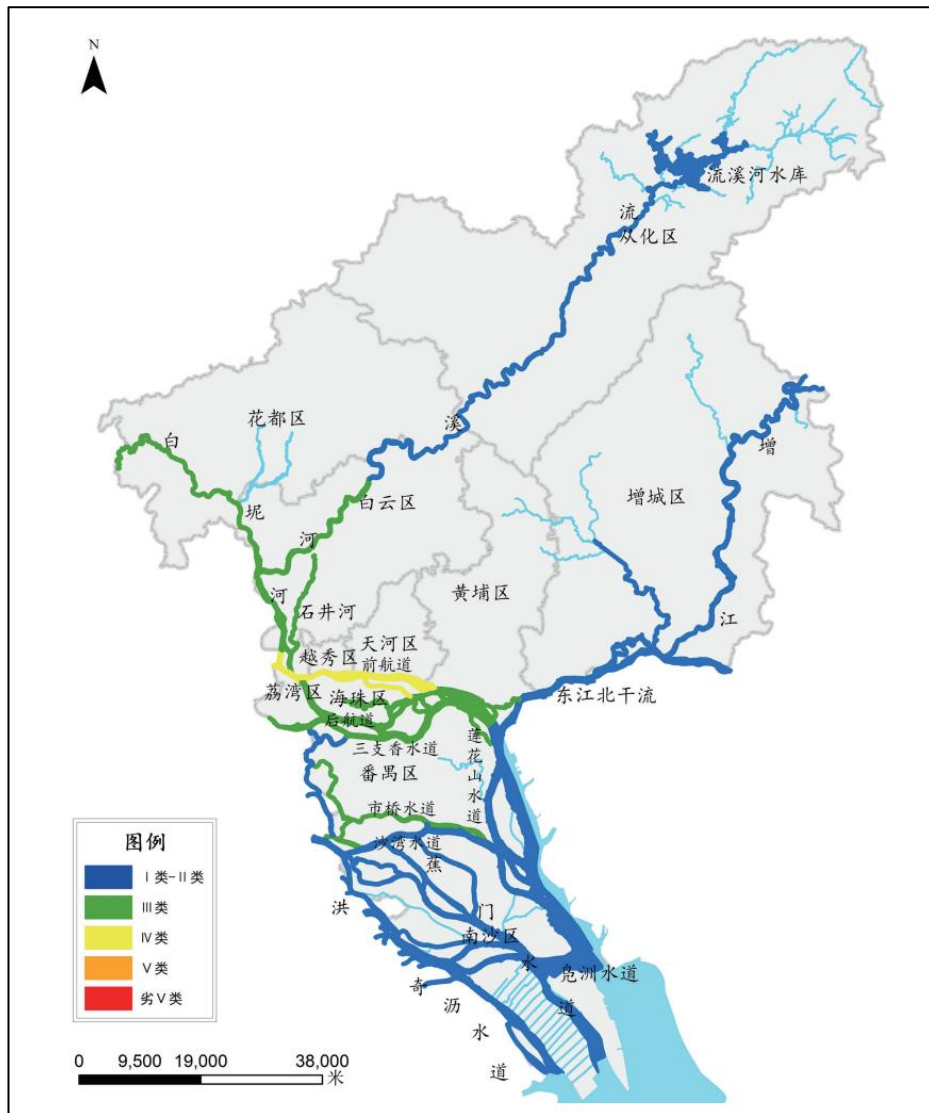 N
流溪河水库
流
从化区
花都区
白
溪
增
坭
白云区
增城区
河
河
石井河
黄埔区
江
越秀区
天河区
前航道
荔湾区
海珠区
后航道
东江北干流
三支香水道
莲花山水道
番禺区
市桥水道
沙湾水道
蕉
洪
门
南沙区
水
凫洲水道
奇
沥
道
水
道
图例
Ⅰ类-Ⅱ类
Ⅲ类
Ⅳ类
Ⅴ类
劣Ⅴ类
0 9,500 19,000 38,000
米